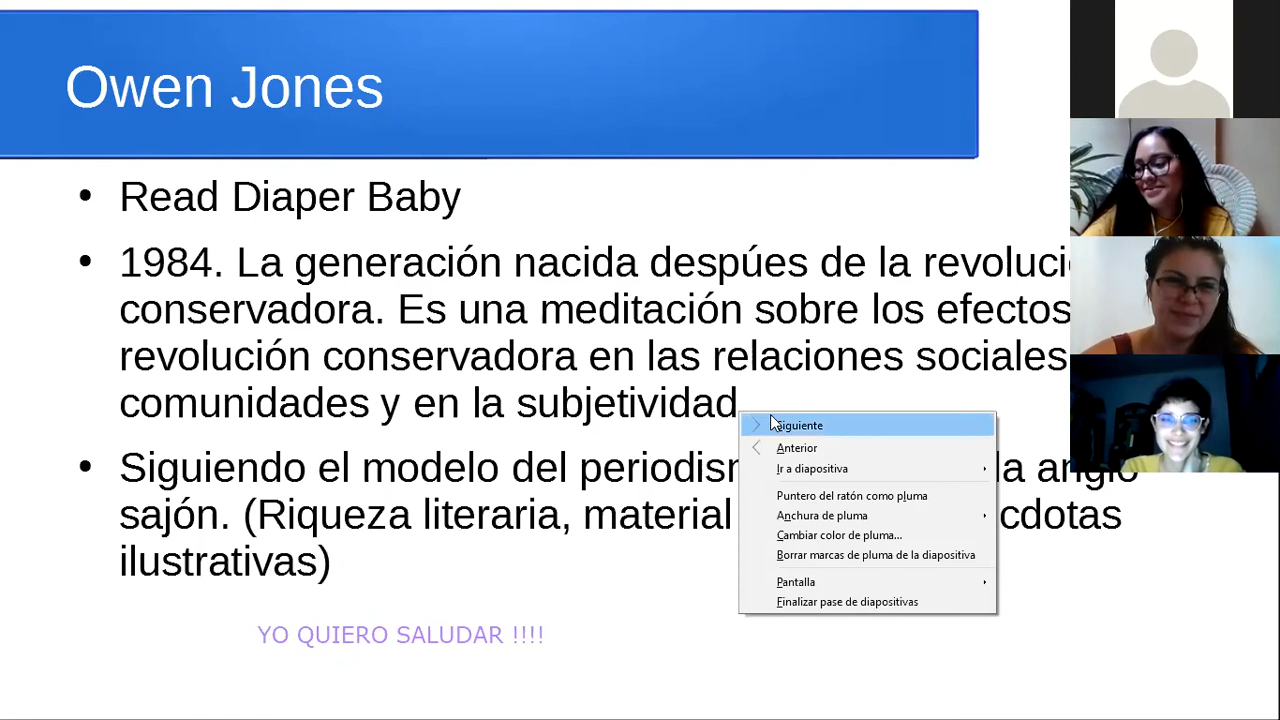 Owen Jones
• Read Diaper Baby
• 1984. La generación nacida despúes de la revoluci
conservadora. Es una meditación sobre los efectos
revolución conservadora en las relaciones sociales
comunidades y en la subjetividad.
• Siguiendo el modelo del periodism la anglo
sajón. (Riqueza literaria, material cdotas
ilustrativas)
Siguiente
Anterior
Ir a diapositiva
Puntero del ratón como pluma
Anchura de pluma
Cambiar color de pluma...
Borrar marcas de pluma de la diapositiva
Pantalla
Finalizar pase de diapositivas
YO QUIERO SALUDAR !!!!